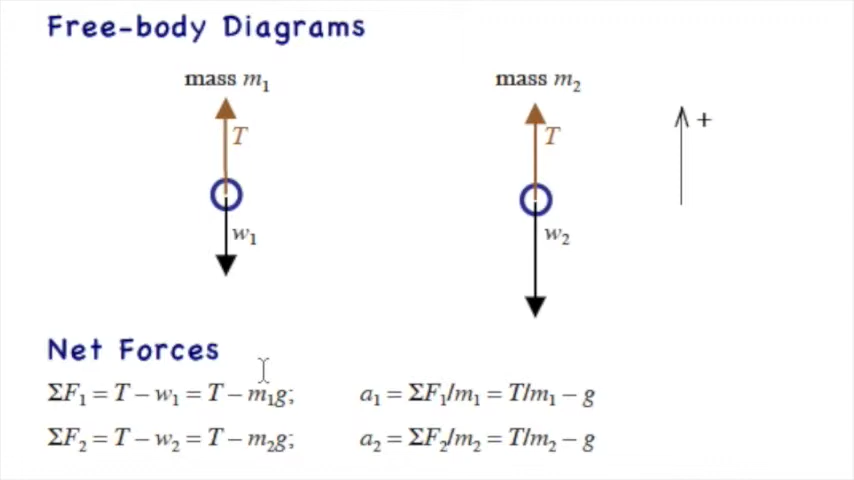 Free-body Diagrams
mass m₁
mass m₂
T
T
+
w₁
w₂
Net Forces
ΣF₁ = T – w₁ = T – m₁g;
a₁ = ΣF₁/m₁ = T/m₁ – g
ΣF₂ = T – w₂ = T – m₂g;
a₂ = ΣF₂/m₂ = T/m₂ – g